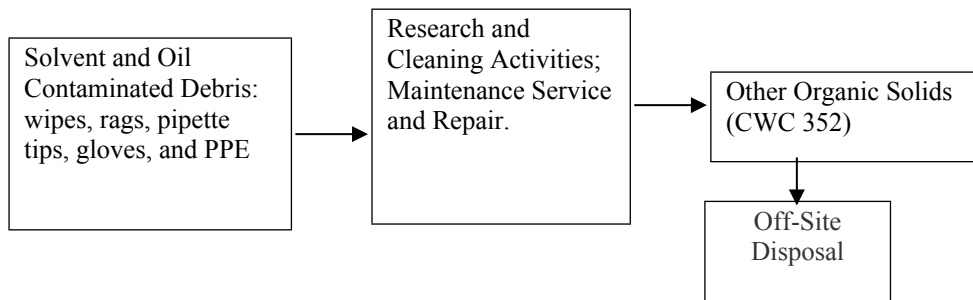 Solvent and Oil
Contaminated Debris:
wipes, rags, pipette
tips, gloves, and PPE
Research and
Cleaning Activities;
Maintenance Service
and Repair.
Other Organic Solids
(CWC 352)
Off-Site
Disposal